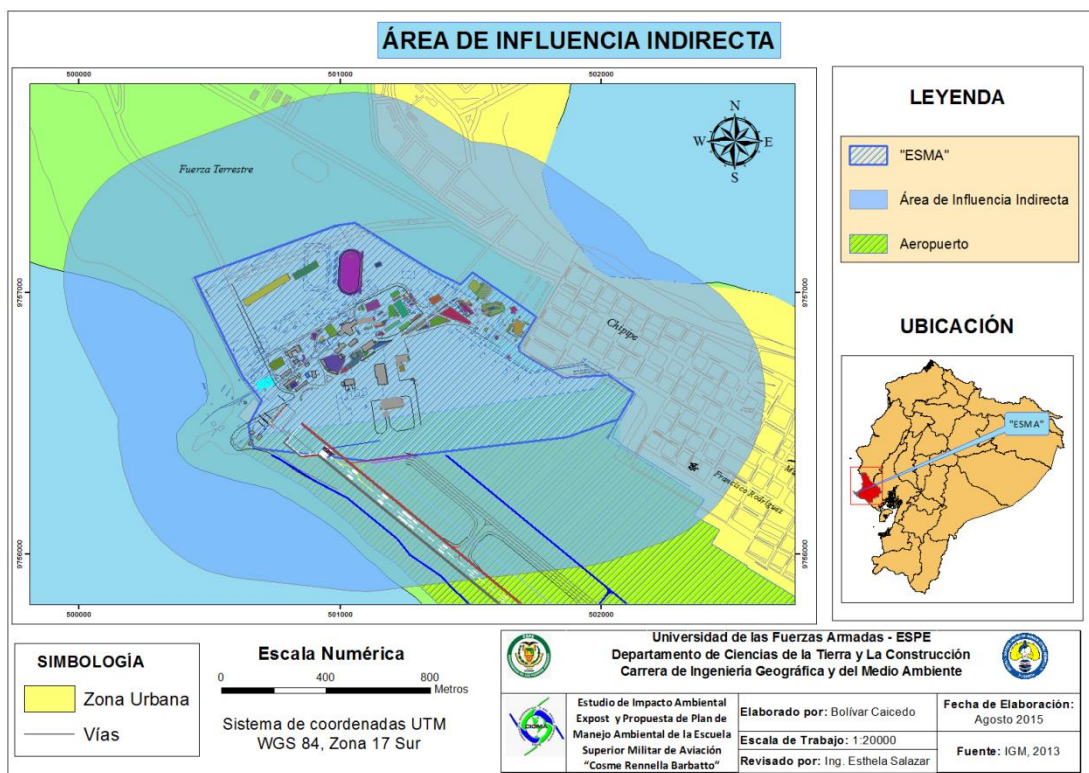 ÁREA DE INFLUENCIA INDIRECTA
500000
501000
502000
N
W
E
S
Fuerza Terrestre
9757000
9757000
Chipipe
Francisco Rodríguez
9756000
9756000
500000
501000
502000
LEYENDA
"ESMA"
Área de Influencia Indirecta
Aeropuerto
UBICACIÓN
"ESMA"
SIMBOLOGÍA
Zona Urbana
Vías
Escala Numérica
0 400 800
Metros
Sistema de coordenadas UTM
WGS 84, Zona 17 Sur
Universidad de las Fuerzas Armadas - ESPE
Departamento de Ciencias de la Tierra y La Construcción
Carrera de Ingeniería Geográfica y del Medio Ambiente
Estudio de Impacto Ambiental
Expost y Propuesta de Plan de
Manejo Ambiental de la Escuela
Superior Militar de Aviación
"Cosme Rennella Barbatto"
Elaborado por: Bolívar Caicedo
Escala de Trabajo: 1:20000
Revisado por: Ing. Esthela Salazar
Fecha de Elaboración:
Agosto 2015
Fuente: IGM, 2013